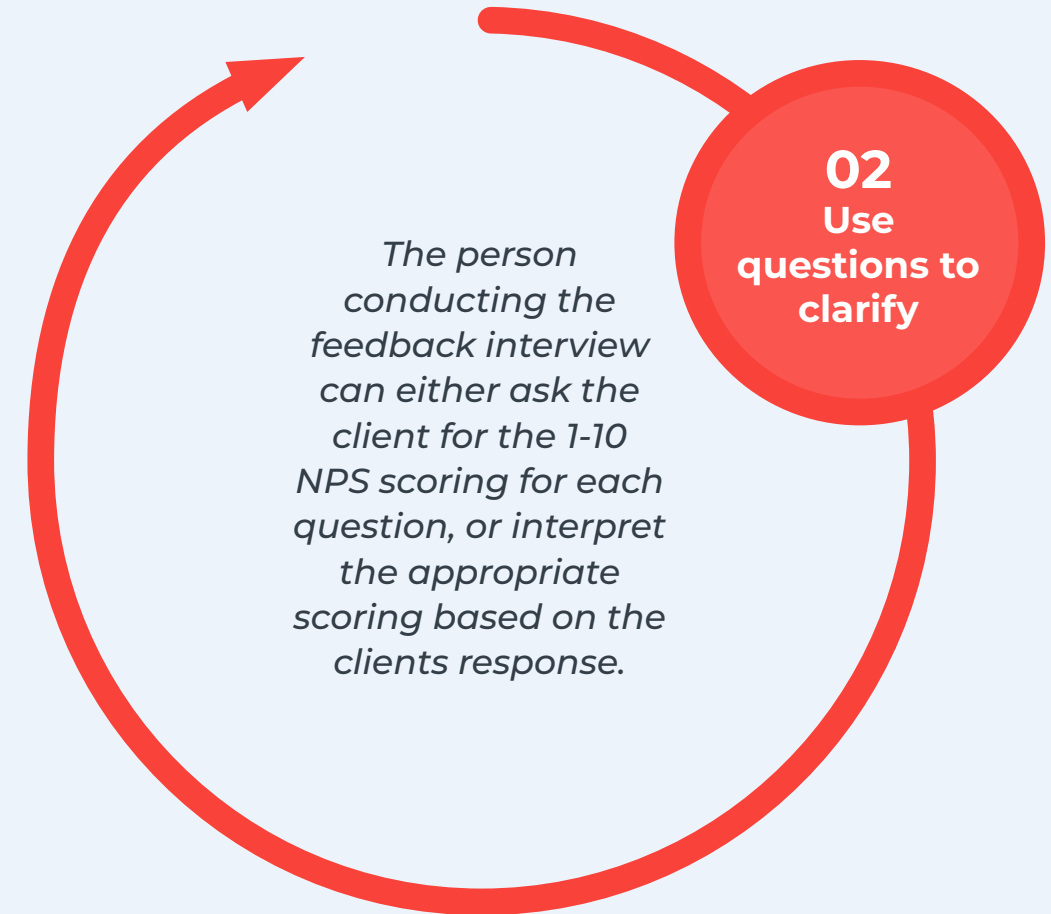 02
Use
questions to
clarify
The person
conducting the
feedback interview
can either ask the
client for the 1-10
NPS scoring for each
question, or interpret
the appropriate
scoring based on the
clients response.